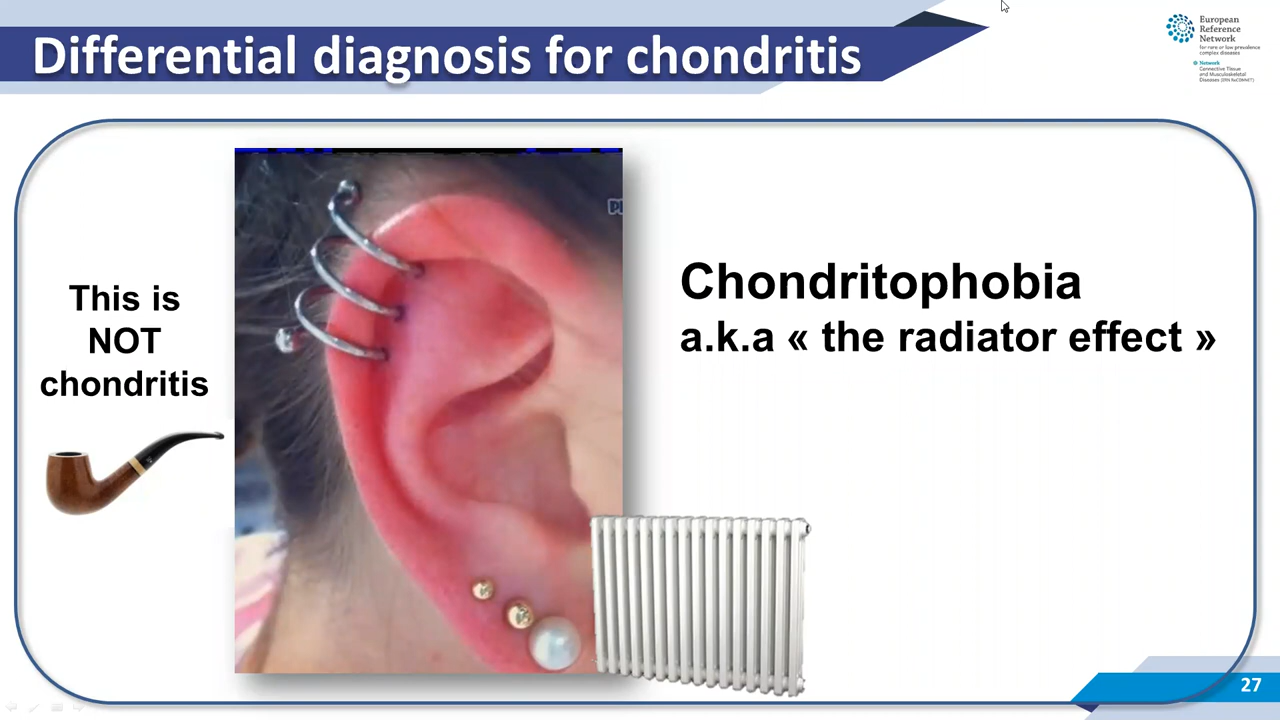 Differential diagnosis for chondritis
European
Reference
Network
for rare or low prevalence
complex diseases
Network
Connective Tissue
and Musculoskeletal
Diseases (ERN ReCONNET)
This is
NOT
chondritis
Chondritophobia
a.k.a « the radiator effect »
27